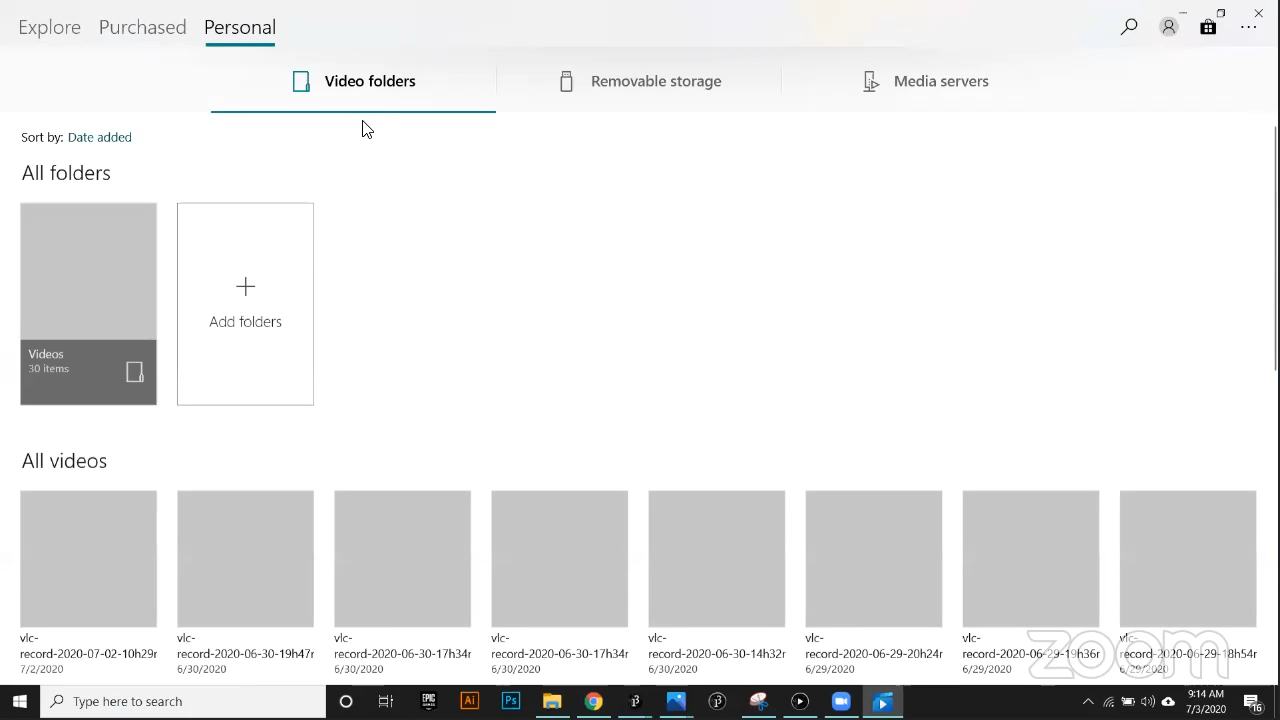 Explore Purchased Personal
Video folders Removable storage Media servers
Sort by: Date added
All folders
Videos
30 items
Add folders
All videos
vlc- vlc- vlc- vlc- vlc- vlc- vlc- vlc-
record-2020-07-02-10h29r record-2020-06-30-19h47r record-2020-06-30-17h34r record-2020-06-30-17h34r record-2020-06-30-14h32r record-2020-06-29-20h24r record-2020-06-29-19h36r record-2020-06-29-18h54r
7/2/2020 6/30/2020 6/30/2020 6/30/2020 6/30/2020 6/29/2020 6/29/2020 6/29/2020
zoom
Type here to search
EPIC GAMES Ai Ps
9:14 AM
7/3/2020
16